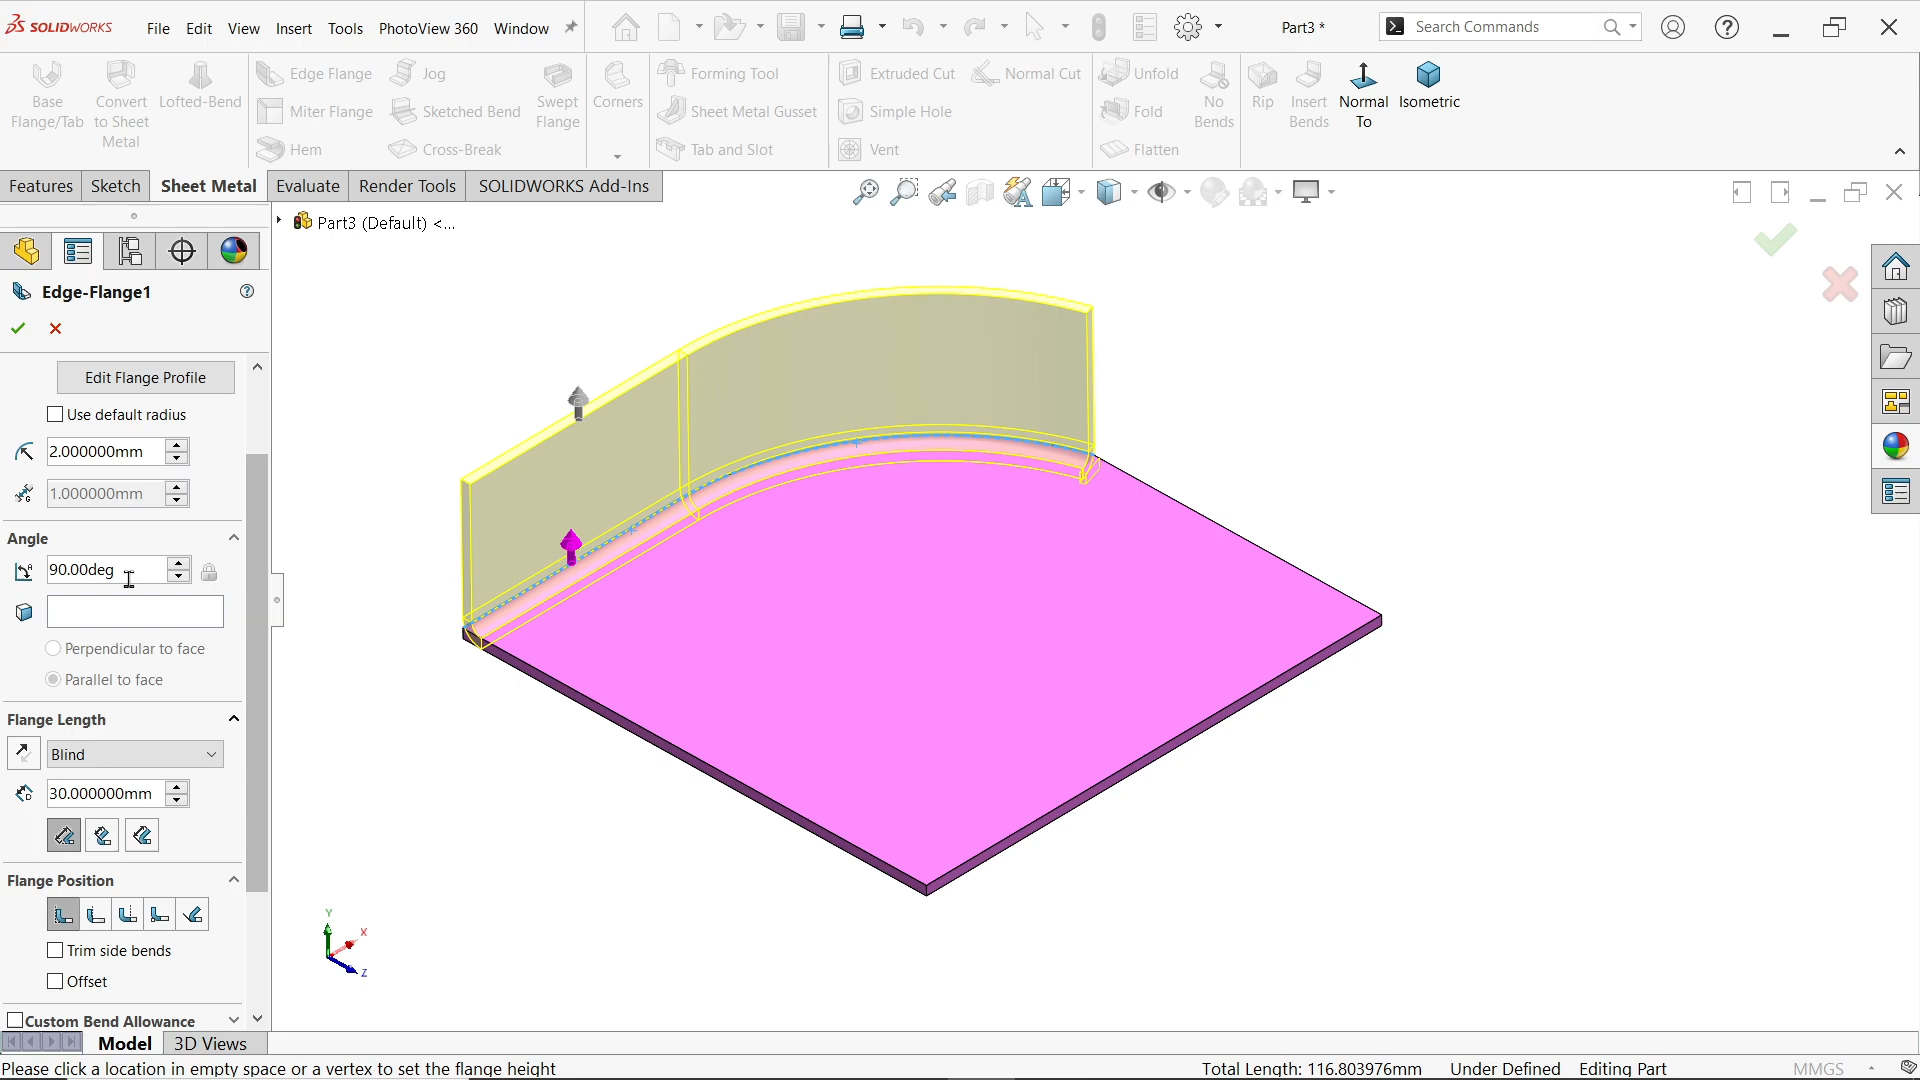 SOLIDWORKS File Edit View Insert Tools PhotoView 360 Window Part3 * Search Commands
Base Flange/Tab
Convert to Sheet Metal
Lofted-Bend
Edge Flange
Miter Flange
Hem
Jog
Sketched Bend
Cross-Break
Swept Flange
Corners
Forming Tool
Sheet Metal Gusset
Tab and Slot
Extruded Cut
Simple Hole
Vent
Normal Cut
Unfold
Fold
Flatten
No Bends
Rip
Insert Bends
Normal To
Isometric
Features Sketch Sheet Metal Evaluate Render Tools SOLIDWORKS Add-Ins
Part3 (Default) <...
Edge-Flange1
Edit Flange Profile
Use default radius
2.000000mm
1.000000mm
Angle
90.00deg
Perpendicular to face
Parallel to face
Flange Length
Blind
30.000000mm
Flange Position
Trim side bends
Offset
Custom Bend Allowance
Y
X
Z
Model 3D Views
Please click a location in empty space or a vertex to set the flange height Total Length: 116.803976mm Under Defined Editing Part MMGS